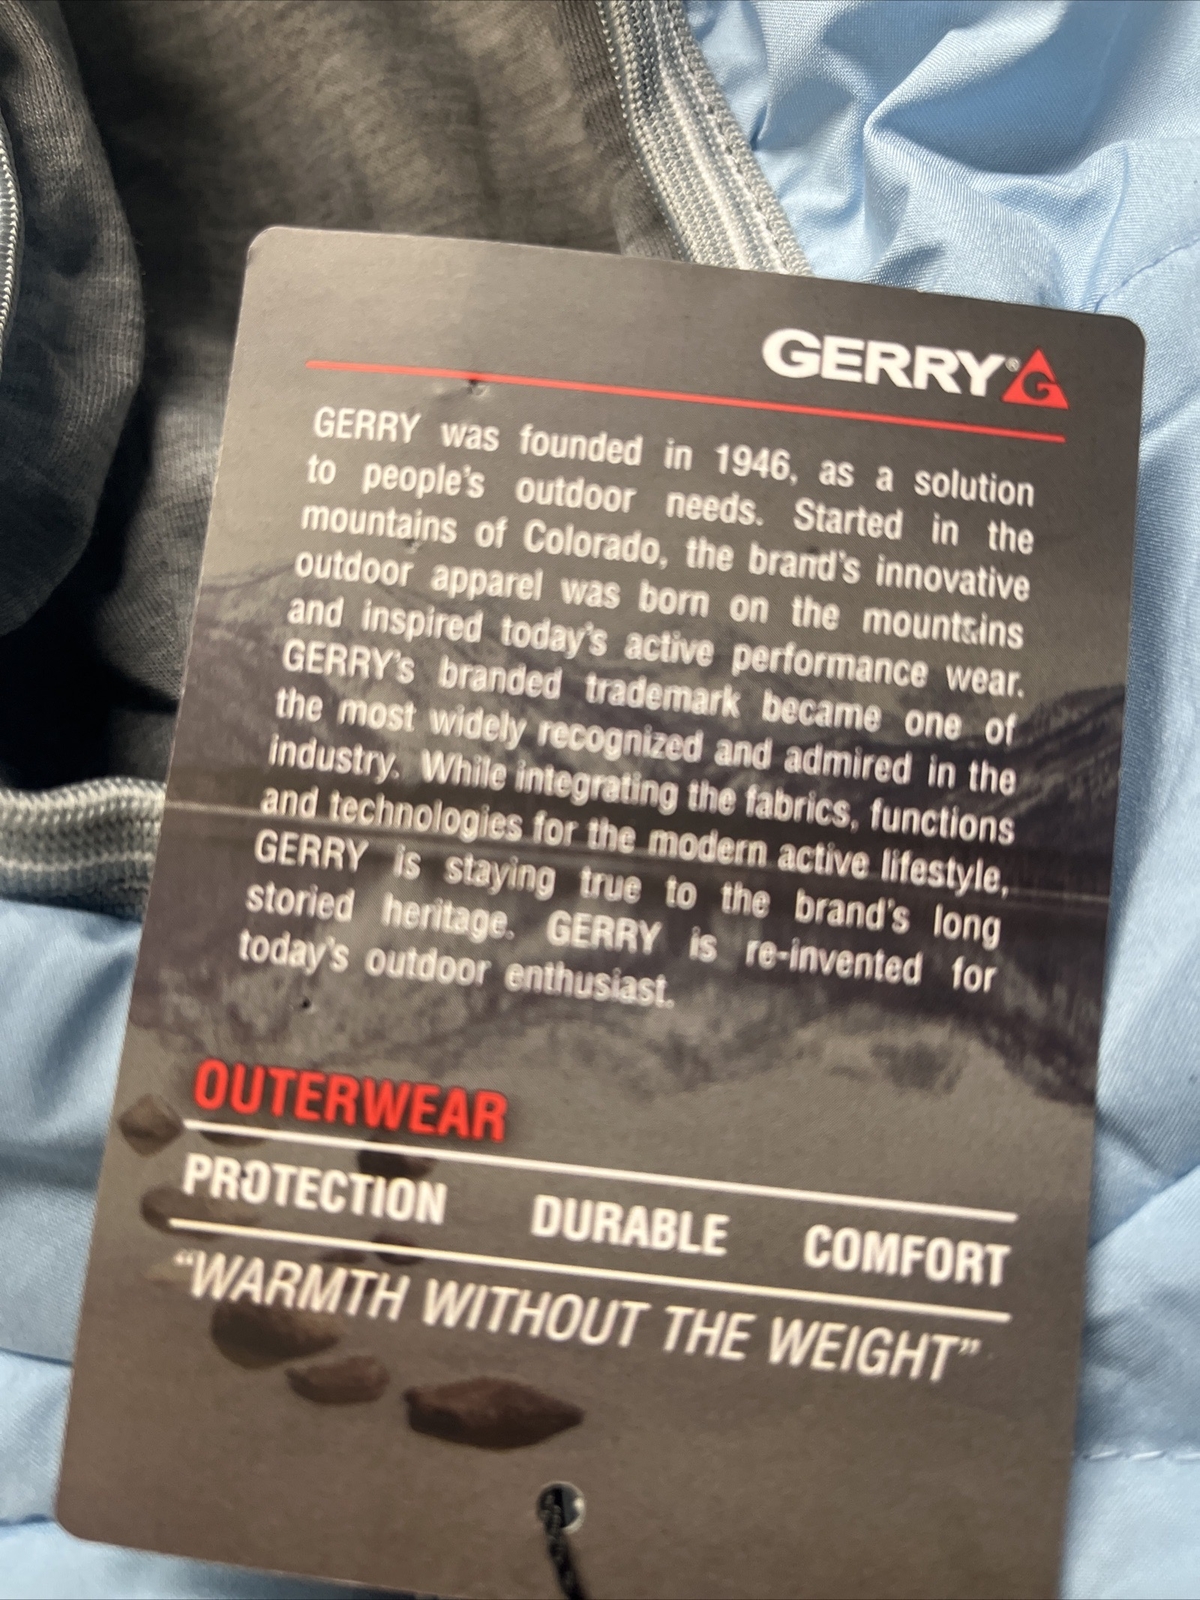 GERRY® G
GERRY was founded in 1946, as a solution
to people's outdoor needs. Started in the
mountains of Colorado, the brand's innovative
outdoor apparel was born on the mountains
and inspired today's active performance wear.
GERRY's branded trademark became one of
the most widely recognized and admired in the
industry. While integrating the fabrics, functions
and technologies for the modern active lifestyle,
GERRY is staying true to the brand's long
storied heritage. GERRY is re-invented for
today's outdoor enthusiast.
OUTERWEAR
PROTECTION DURABLE COMFORT
“WARMTH WITHOUT THE WEIGHT”